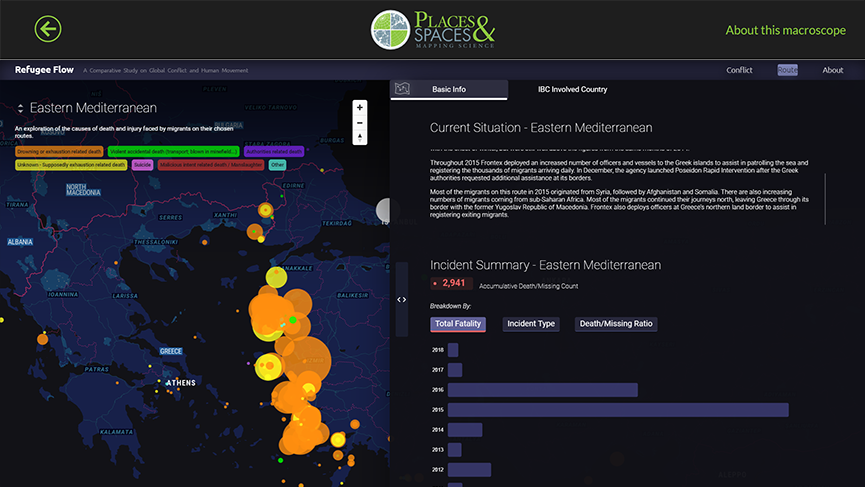 PLACES &
SPACES
MAPPING SCIENCE
About this macroscope
Refugee Flow
A Comparative Study on Global Conflict and Human Movement
Conflict
Route
About
Eastern Mediterranean
An exploration of the causes of death and injury faced by migrants on their chosen
routes.
Drowning or exhaustion related death
Violent accidental death (transport, blown in minefield...)
Authorities related death
Unknown - Supposedly exhaustion related death
Suicide
Malicious intent related death / Manslaughter
Other
PLEVEN
VELIKO TARNOVO
BULGARIA
STARA ZAGORA
BURGAS
EDIRNE
NORTH
MACEDONIA
TIRANA
SERRES
XANTHI
TEKIRDAĞ
ALBANIA
THESSALONIKI
ANAKKALE
IOANNINA
LARISSA
BALIKESIR
GREECE
PATRAS
ATHENS
KALAMATA
Basic Info
IBC Involved Country
Current Situation - Eastern Mediterranean
Throughout 2015 Frontex deployed an increased number of officers and vessels to the Greek islands to assist in patrolling the sea and
registering the thousands of migrants arriving daily. In December, the agency launched Poseidon Rapid Intervention after the Greek
authorities requested additional assistance at its borders.
Most of the migrants on this route in 2015 originated from Syria, followed by Afghanistan and Somalia. There are also increasing
numbers of migrants coming from sub-Saharan Africa. Most of the migrants continued their journeys north, leaving Greece through its
border with the former Yugoslav Republic of Macedonia. Frontex also deploys officers at Greece's northern land border to assist in
registering exiting migrants.
Incident Summary - Eastern Mediterranean
2,941
Accumulative Death/Missing Count
Breakdown By:
Total Fatality
Incident Type
Death/Missing Ratio
2018
2017
2016
2015
2014
2013
2012